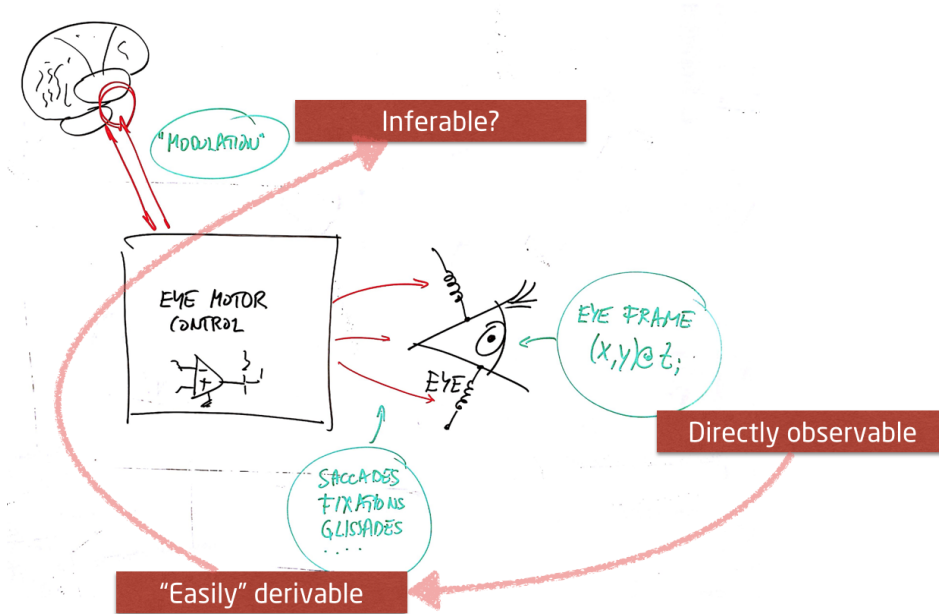 Inferable?
"MODULATION"
EYE MOTOR
CONTROL
EYE
EYE FRAME
(x,y)@t;
Directly observable
SACCADES
FIXATIONS
GLISSADES
....
“Easily” derivable